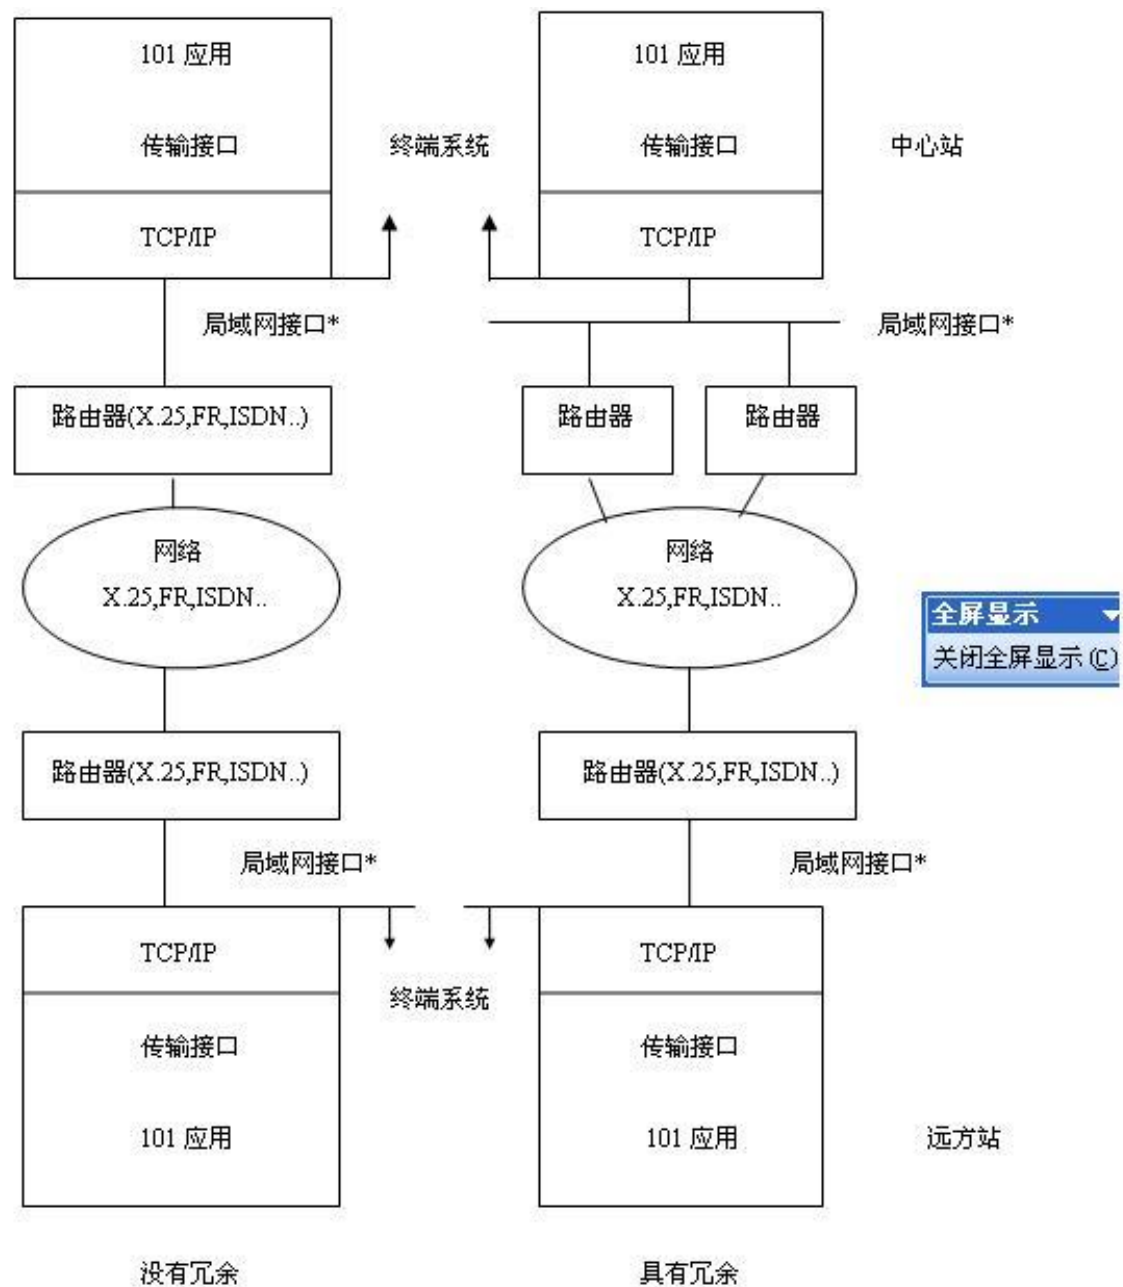 101 应用
101 应用
传输接口
终端系统
传输接口
中心站
TCP/IP
TCP/IP
局域网接口*
局域网接口*
路由器(X.25,FR,ISDN..)
路由器
路由器
网络
X.25,FR,ISDN..
网络
X.25,FR,ISDN..
全屏显示
关闭全屏显示(C)
路由器(X.25,FR,ISDN..)
路由器(X.25,FR,ISDN..)
局域网接口*
局域网接口*
TCP/IP
TCP/IP
终端系统
传输接口
传输接口
101 应用
101 应用
远方站
没有冗余
具有冗余